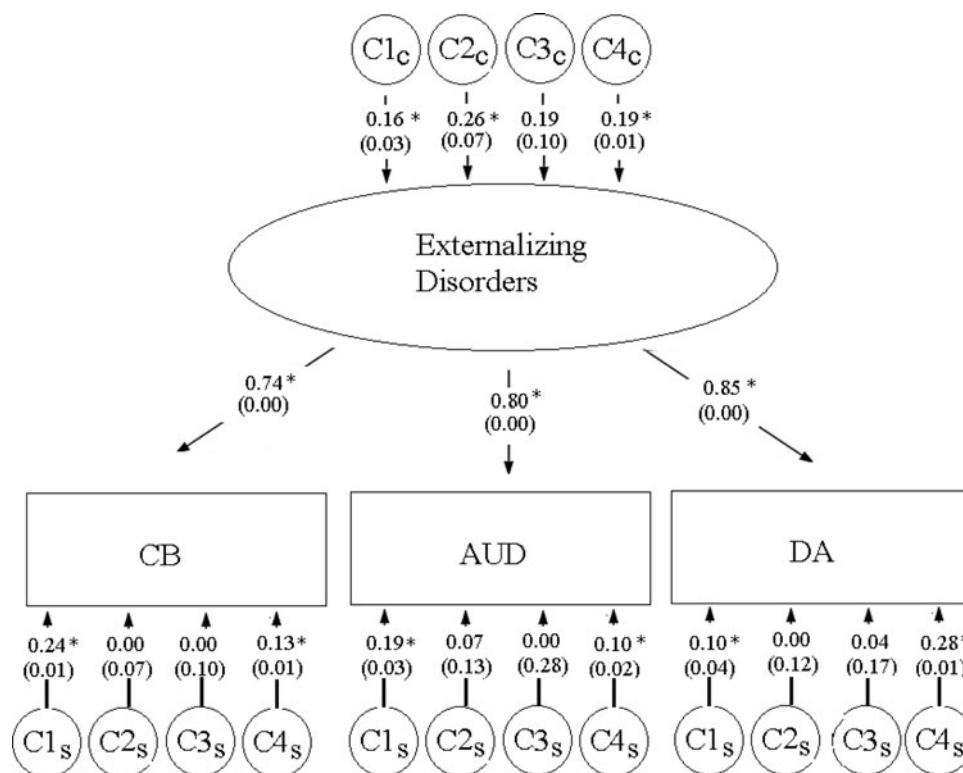 C1c C2c C3c C4c
0.16 * 0.26 * 0.19 0.19 *
(0.03) (0.07) (0.10) (0.01)
Externalizing
Disorders
0.74 * 0.80 * 0.85 *
(0.00) (0.00) (0.00)
CB AUD DA
0.24 * 0.00 0.00 0.13 * 0.19 * 0.07 0.00 0.10 * 0.10 * 0.00 0.04 0.28 *
(0.01) (0.07) (0.10) (0.01) (0.03) (0.13) (0.28) (0.02) (0.04) (0.12) (0.17) (0.01)
C1s C2s C3s C4s C1s C2s C3s C4s C1s C2s C3s C4s